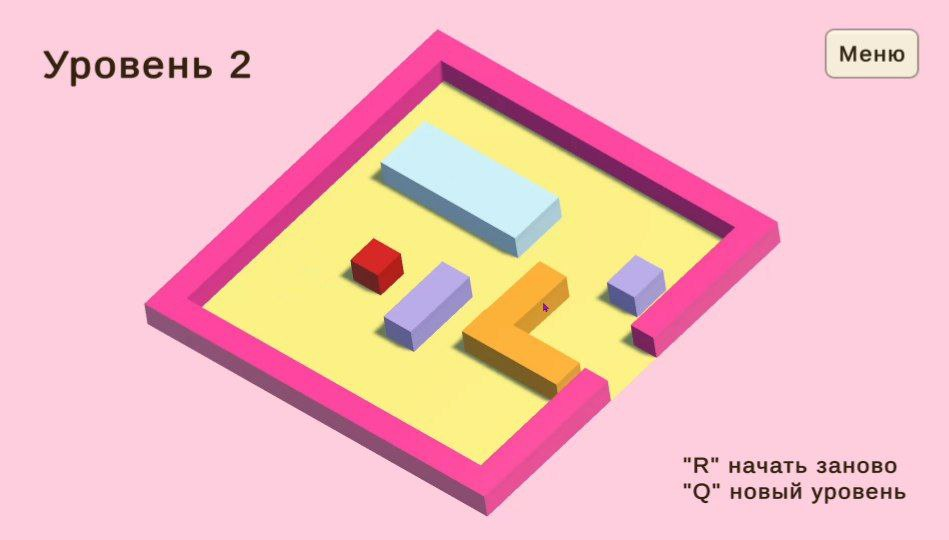 Уровень 2
Меню
"R" начать заново
"Q" новый уровень